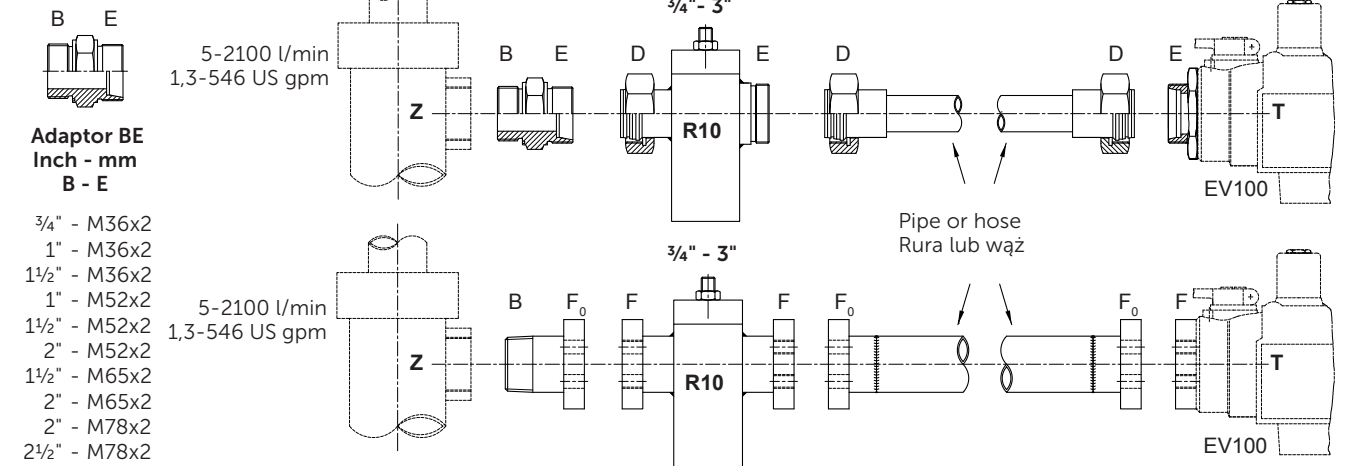 B E
Adaptor BE
Inch - mm
B - E
¾" - M36x2
1" - M36x2
1½" - M36x2
1" - M52x2
1½" - M52x2
2" - M52x2
1½" - M65x2
2" - M65x2
2" - M78x2
2½" - M78x2
¾"- 3"
5-2100 l/min
1,3-546 US gpm
B E D E D D E
Z R10 T
EV100
Pipe or hose
Rura lub wąż
¾" - 3"
5-2100 l/min
1,3-546 US gpm
B F₀ F F F₀ F₀ F
Z R10 T
EV100